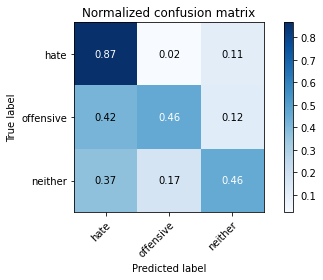 Normalized confusion matrix
True label
hate 0.87 0.02 0.11
offensive 0.42 0.46 0.12
neither 0.37 0.17 0.46
hate offensive neither
Predicted label
0.8
0.7
0.6
0.5
0.4
0.3
0.2
0.1